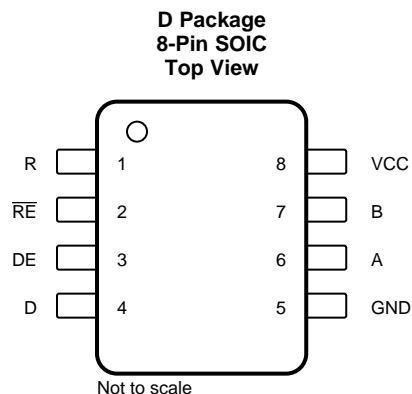 D Package
8-Pin SOIC
Top View
R 1 8 VCC
R̅E̅ 2 7 B
DE 3 6 A
D 4 5 GND
Not to scale